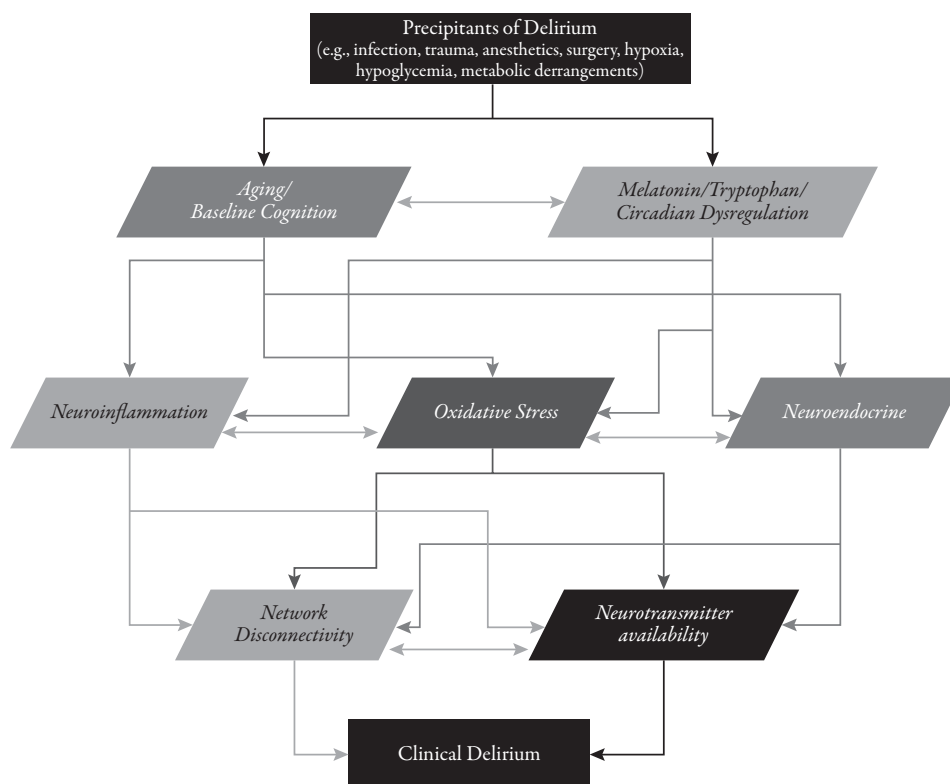 Precipitants of Delirium
(e.g., infection, trauma, anesthetics, surgery, hypoxia,
hypoglycemia, metabolic derrangements)
Aging/
Baseline Cognition
Melatonin/Tryptophan/
Circadian Dysregulation
Neuroinflammation
Oxidative Stress
Neuroendocrine
Network
Disconnectivity
Neurotransmitter
availability
Clinical Delirium